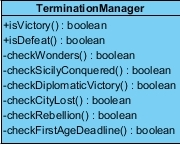 TerminationManager
+isVictory() : boolean
+isDefeat() : boolean
-checkWonders() : boolean
-checkSicilyConquered() : boolean
-checkDiplomaticVictory() : boolean
-checkCityLost() : boolean
-checkRebellion() : boolean
-checkFirstAgeDeadline() : boolean